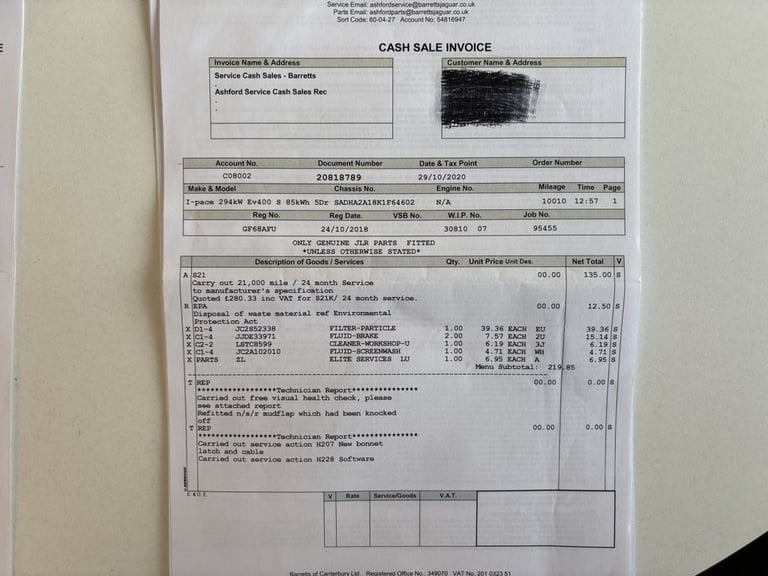 Service Email: ashfordservice@barrettsjaguar.co.uk
Parts Email: ashfordparts@barrettsjaguar.co.uk
Sort Code: 60-04-27 Account No: 54816947
CASH SALE INVOICE
Invoice Name & Address
Customer Name & Address
Service Cash Sales - Barretts
.
Ashford Service Cash Sales Rec
.
.
Account No. Document Number Date & Tax Point Order Number
C08002 20818789 29/10/2020
Make & Model Chassis No. Engine No. Mileage Time Page
I-pace 294kW Ev400 S 85kWh 5Dr SADHA2A18K1F64602 N/A 10010 12:57 1
Reg No. Reg Date. VSB No. W.I.P. No. Job No.
GF68AFU 24/10/2018 30810 07 95455
ONLY GENUINE JLR PARTS FITTED
*UNLESS OTHERWISE STATED*
Description of Goods / Services Qty. Unit Price Unit Des. Net Total V
A S21 00.00 135.00 S
Carry out 21,000 mile / 24 month Service
to manufacturer's specification
Quoted £280.33 inc VAT for S21K/ 24 month service.
R EPA 00.00 12.50 S
Disposal of waste material ref Environmental
Protection Act
X D1-4 JC2S52338 FILTER-PARTICLE 1.00 39.36 EACH EU 39.36 S
X C1-4 JJDE33971 FLUID-BRAKE 2.00 7.57 EACH 2U 15.14 S
X C2-2 LSTC8599 CLEANER-WORKSHOP-U 1.00 6.19 EACH 3J 6.19 S
X C1-4 JC2A102010 FLUID-SCREENWASH 1.00 4.71 EACH WH 4.71 S
X PARTS ZL ELITE SERVICES LU 1.00 6.95 EACH A 6.95 S
Menu Subtotal: 219.85
T REP 00.00 0.00 S
******************Technician Report***************
Carried out free visual health check, please
see attached report
Refitted n/s/r mudflap which had been knocked
off
T REP 00.00 0.00 S
******************Technician Report***************
Carried out service action H207 New bonnet
latch and cable
Carried out service action H228 Software
E. & O.E.
V Rate Service/Goods V.A.T.
Barretts of Canterbury Ltd. Registered Office No.: 349070 VAT No. 201 0323 51